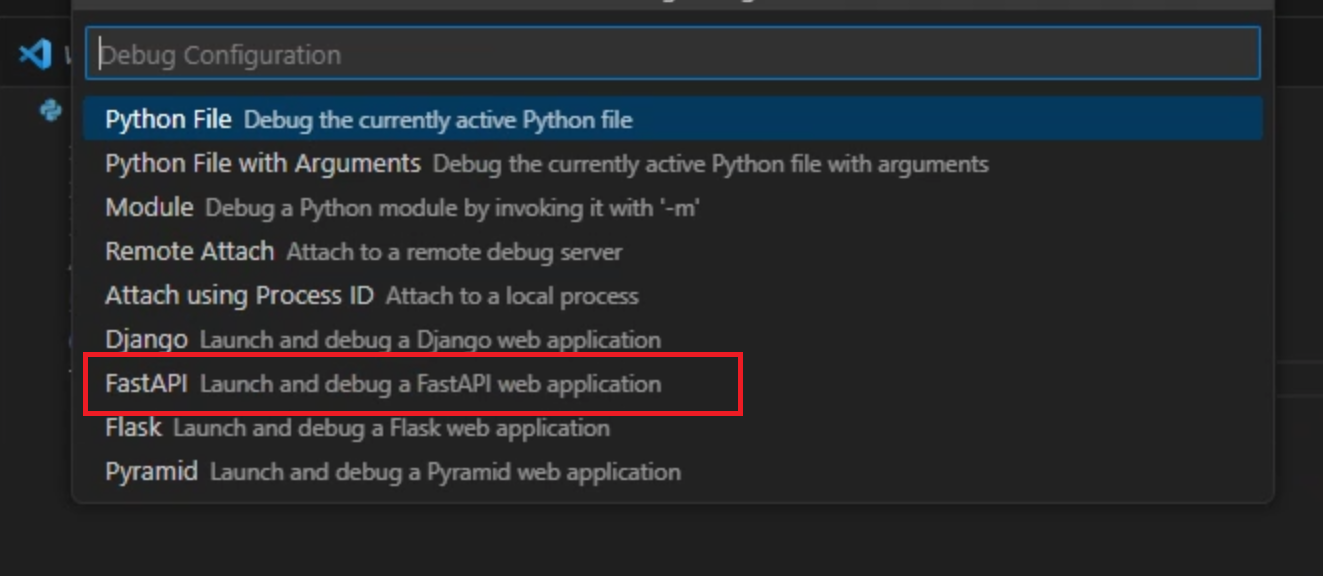 Debug Configuration
Python File Debug the currently active Python file
Python File with Arguments Debug the currently active Python file with arguments
Module Debug a Python module by invoking it with '-m'
Remote Attach Attach to a remote debug server
Attach using Process ID Attach to a local process
Django Launch and debug a Django web application
FastAPI Launch and debug a FastAPI web application
Flask Launch and debug a Flask web application
Pyramid Launch and debug a Pyramid web application